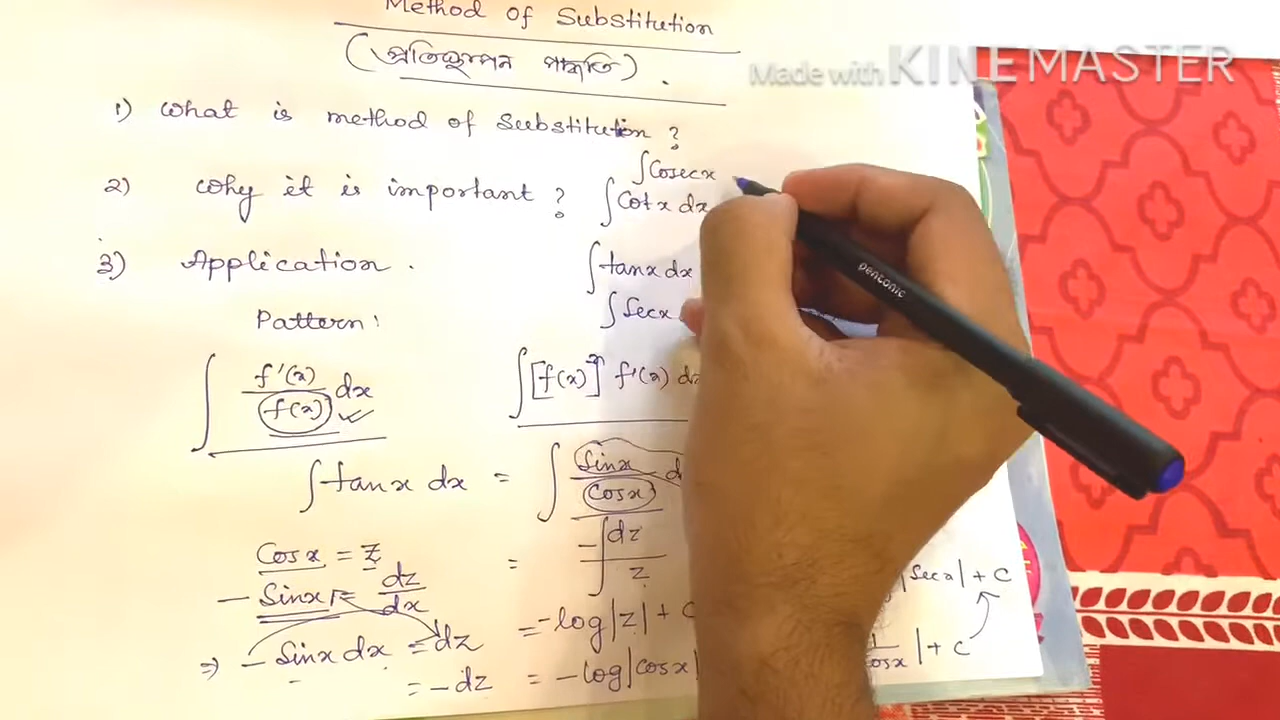 Method of Substitution
(প্রতিস্থাপন পদ্ধতি).
Made with KINEMASTER
1) What is method of Substitution ?
∫Cosecx
2) Why it is important ? ∫Cotx dx
3) Application .
∫tanx dx
∫Secx
Pattern:
∫ f'(x)/f(x) dx ∫[f(x)]ⁿ f'(x) dx
∫tanx dx = ∫ Sinx/Cosx d
Cosx = z = -∫ dz/z
- Sinx = dz/dx
|Secx| + C
= -log|z| + C
⇒ - Sinx dx = dz
= -dz = -log|Cosx|
osx | + C
pentonic